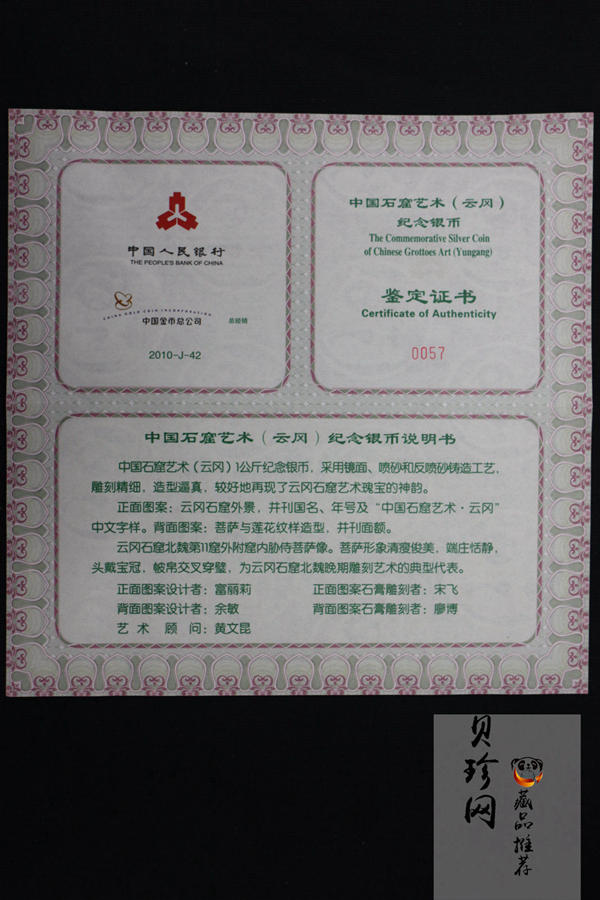 中国人民银行
THE PEOPLE'S BANK OF CHINA
CHINA GOLD COIN INCORPORATION
中国金币总公司 总经销
2010-J-42
中国石窟艺术（云冈）
纪念银币
The Commemorative Silver Coin
of Chinese Grottoes Art (Yungang)
鉴定证书
Certificate of Authenticity
0057
中国石窟艺术（云冈）纪念银币说明书
中国石窟艺术（云冈）1公斤纪念银币，采用镜面、喷砂和反喷砂铸造工艺，
雕刻精细，造型逼真，较好地再现了云冈石窟艺术瑰宝的神韵。
正面图案：云冈石窟外景，并刊国名、年号及“中国石窟艺术·云冈”
中文字样。背面图案：菩萨与莲花纹样造型，并刊面额。
云冈石窟北魏第11窟外附窟内胁侍菩萨像。菩萨形象清瘦俊美，端庄恬静，
头戴宝冠，帔帛交叉穿璧，为云冈石窟北魏晚期雕刻艺术的典型代表。
正面图案设计者：富丽莉 正面图案石膏雕刻者：宋飞
背面图案设计者：余敏 背面图案石膏雕刻者：廖博
艺术顾问：黄文昆
贝珍网
藏品推荐